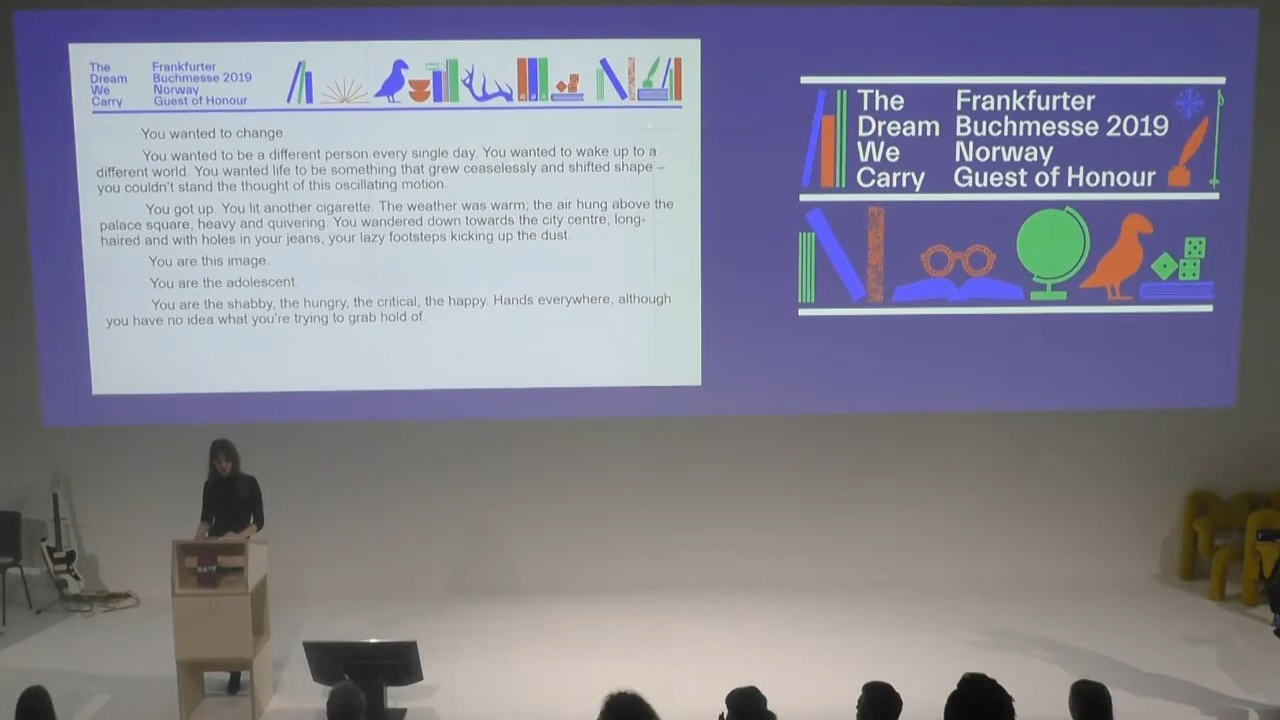 The
Dream
We
Carry
Frankfurter
Buchmesse 2019
Norway
Guest of Honour
You wanted to change.
You wanted to be a different person every single day. You wanted to wake up to a
different world. You wanted life to be something that grew ceaselessly and shifted shape –
you couldn't stand the thought of this oscillating motion.
You got up. You lit another cigarette. The weather was warm; the air hung above the
palace square, heavy and quivering. You wandered down towards the city centre, long-
haired and with holes in your jeans, your lazy footsteps kicking up the dust.
You are this image.
You are the adolescent.
You are the shabby, the hungry, the critical, the happy. Hands everywhere, although
you have no idea what you're trying to grab hold of.
The
Dream
We
Carry
Frankfurter
Buchmesse 2019
Norway
Guest of Honour